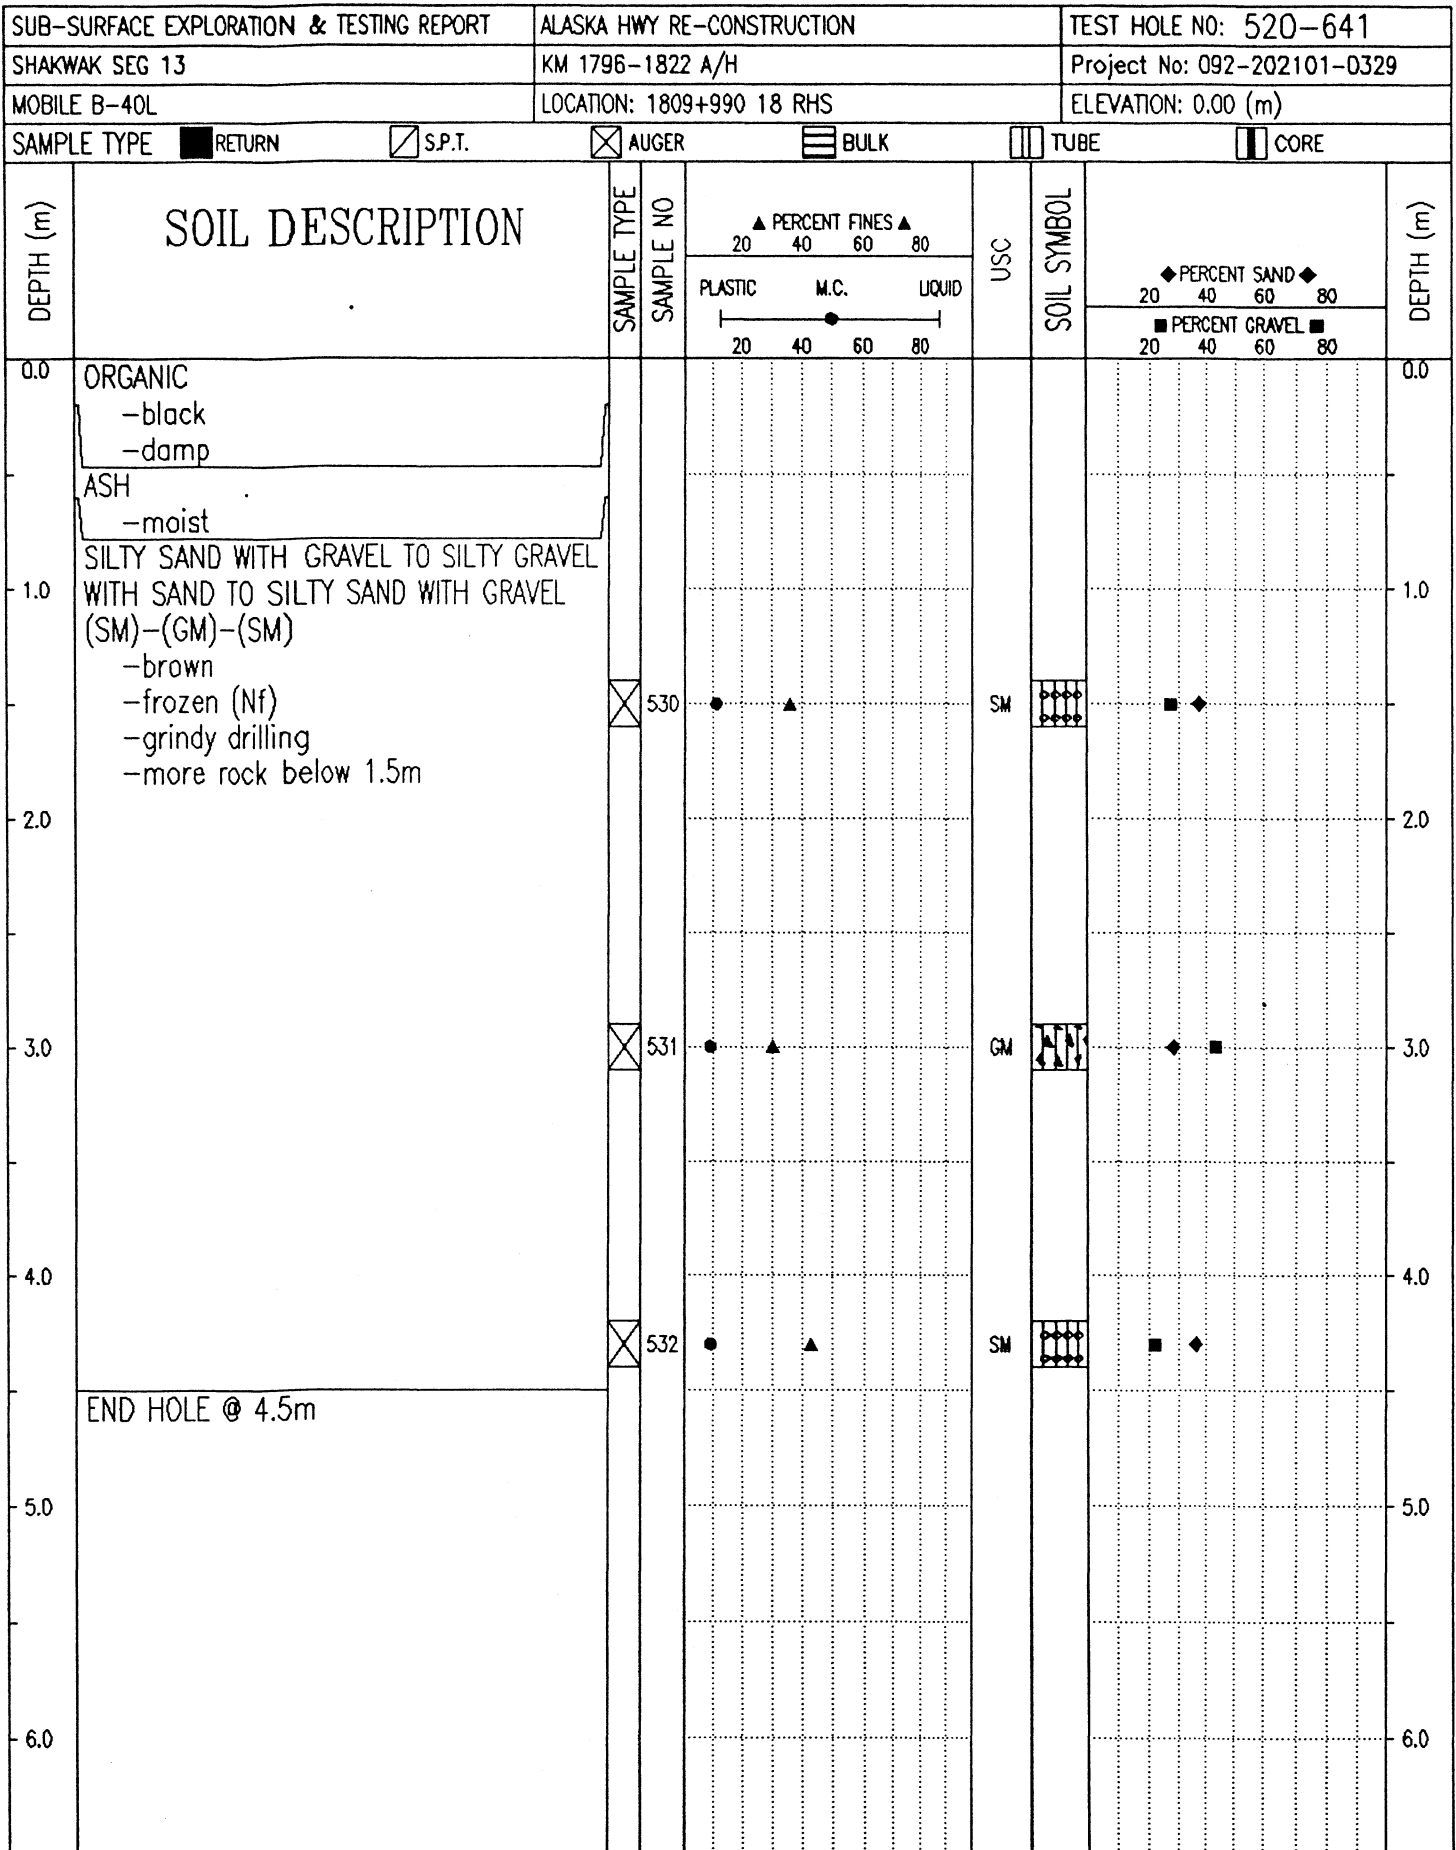 SUB-SURFACE EXPLORATION & TESTING REPORT
ALASKA HWY RE-CONSTRUCTION
TEST HOLE NO: 520-641
SHAKWAK SEG 13
KM 1796-1822 A/H
Project No: 092-202101-0329
MOBILE B-40L
LOCATION: 1809+990 18 RHS
ELEVATION: 0.00 (m)
SAMPLE TYPE RETURN S.P.T. AUGER BULK TUBE CORE
DEPTH (m)
SOIL DESCRIPTION
SAMPLE TYPE
SAMPLE NO
▲ PERCENT FINES ▲
20 40 60 80
PLASTIC M.C. LIQUID
20 40 60 80
USC
SOIL SYMBOL
◆ PERCENT SAND ◆
20 40 60 80
■ PERCENT GRAVEL ■
20 40 60 80
DEPTH (m)
0.0
ORGANIC
-black
-damp
0.0
ASH
-moist
SILTY SAND WITH GRAVEL TO SILTY GRAVEL
1.0
WITH SAND TO SILTY SAND WITH GRAVEL
1.0
(SM)-(GM)-(SM)
-brown
-frozen (Nf)
530
SM
-grindy drilling
-more rock below 1.5m
2.0
2.0
3.0
531
GM
3.0
4.0
4.0
532
SM
END HOLE @ 4.5m
5.0
5.0
6.0
6.0